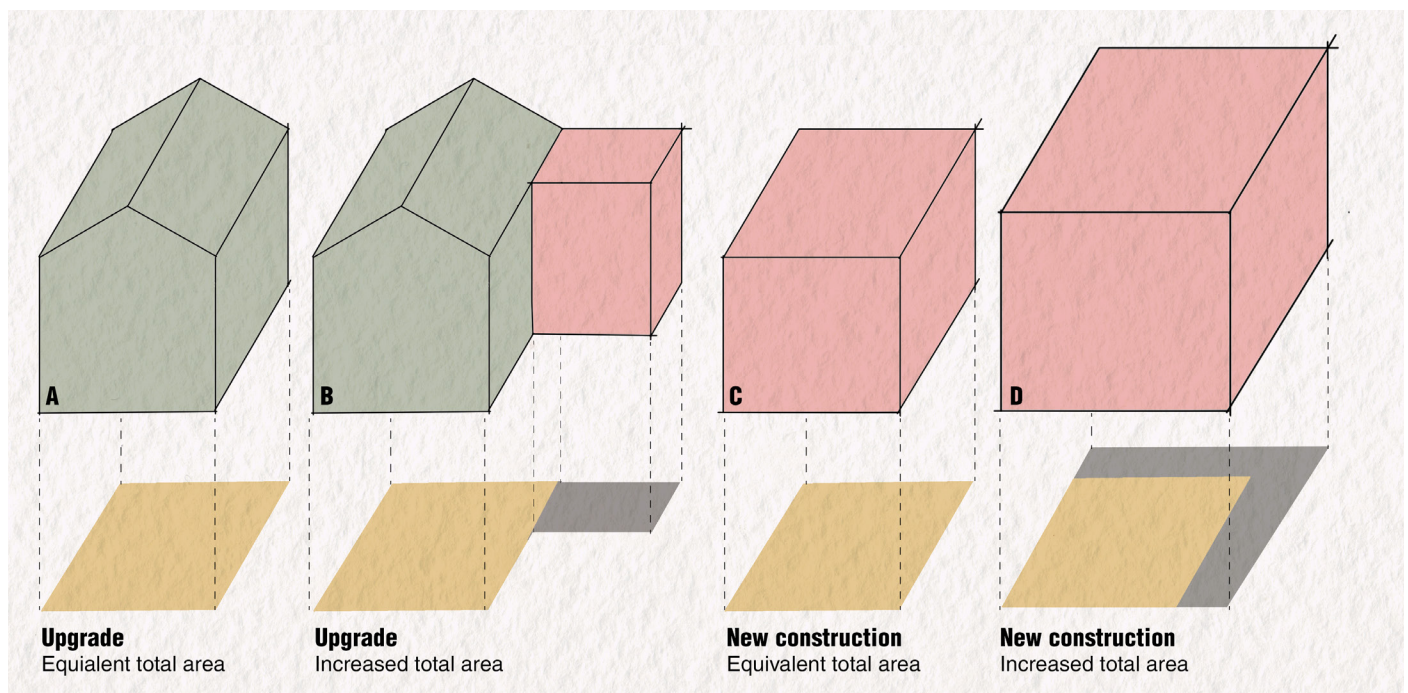 A
B
C
D
Upgrade
Equialent total area
Upgrade
Increased total area
New construction
Equivalent total area
New construction
Increased total area